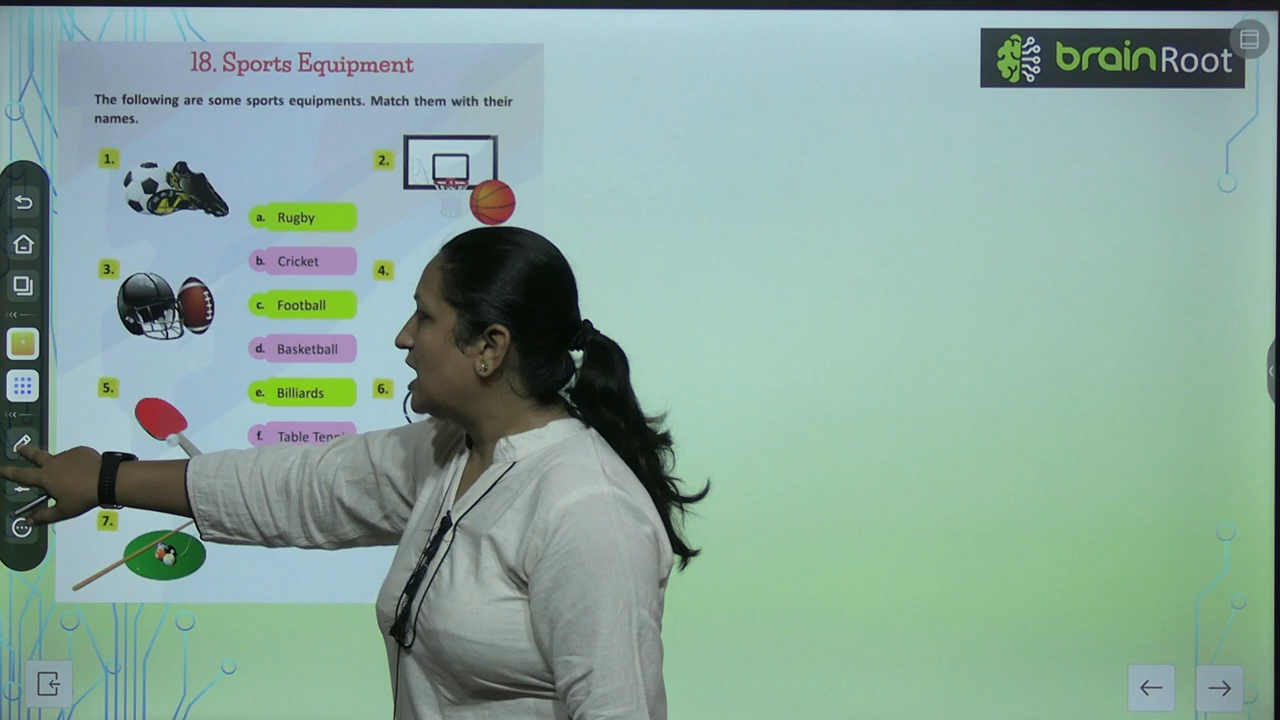 18. Sports Equipment
brainRoot
The following are some sports equipments. Match them with their
names.
1.
2.
a. Rugby
b. Cricket
3.
4.
c. Football
d. Basketball
5.
e. Billiards
6.
f. Table
7.